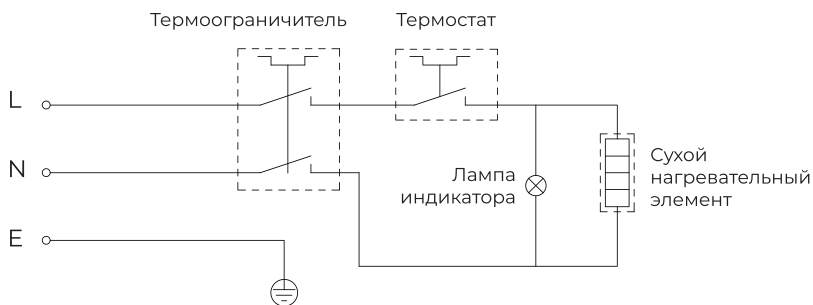 Термоограничитель
Термостат
L
N
E
Лампа
индикатора
Сухой
нагревательный
элемент